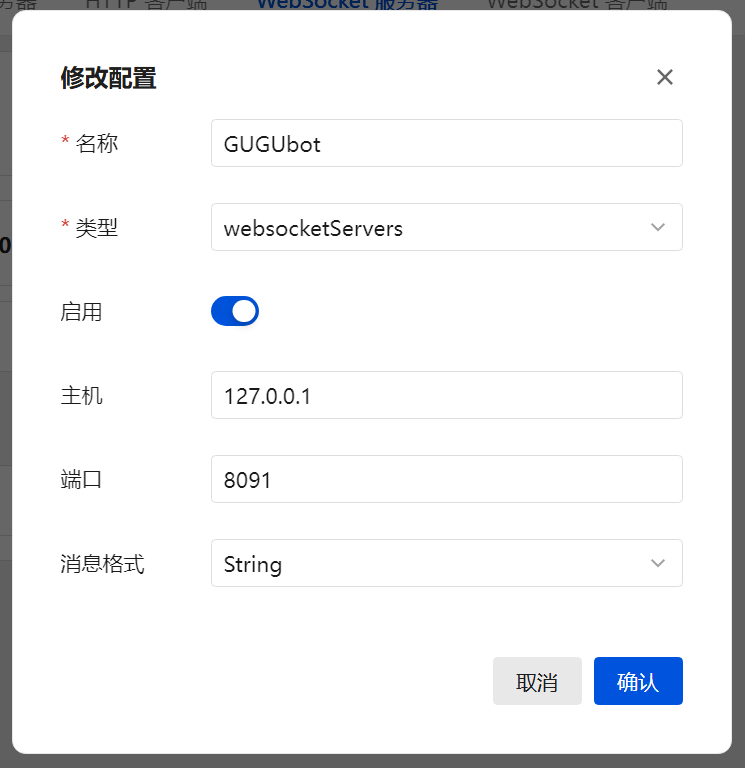 务器 HTTP 客户端 WebSocket 服务器 WebSocket 客户端
修改配置
* 名称 GUGUbot
* 类型 websocketServers
0
启用
主机 127.0.0.1
端口 8091
消息格式 String
取消 确认